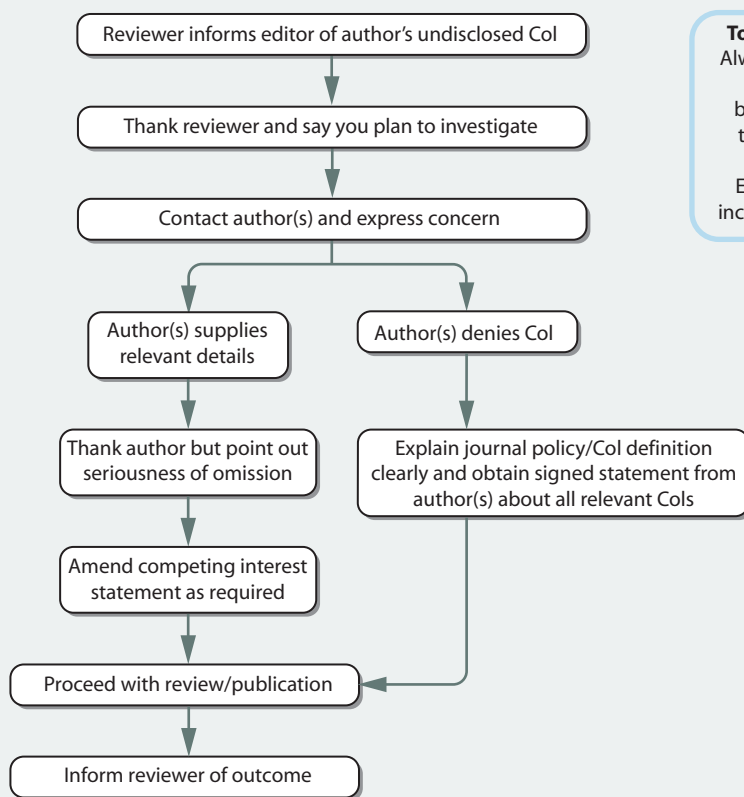 Reviewer informs editor of author's undisclosed CoI
Thank reviewer and say you plan to investigate
Contact author(s) and express concern
Author(s) supplies
relevant details
Author(s) denies CoI
Thank author but point out
seriousness of omission
Explain journal policy/CoI definition
clearly and obtain signed statement from
author(s) about all relevant CoIs
Amend competing interest
statement as required
Proceed with review/publication
Inform reviewer of outcome